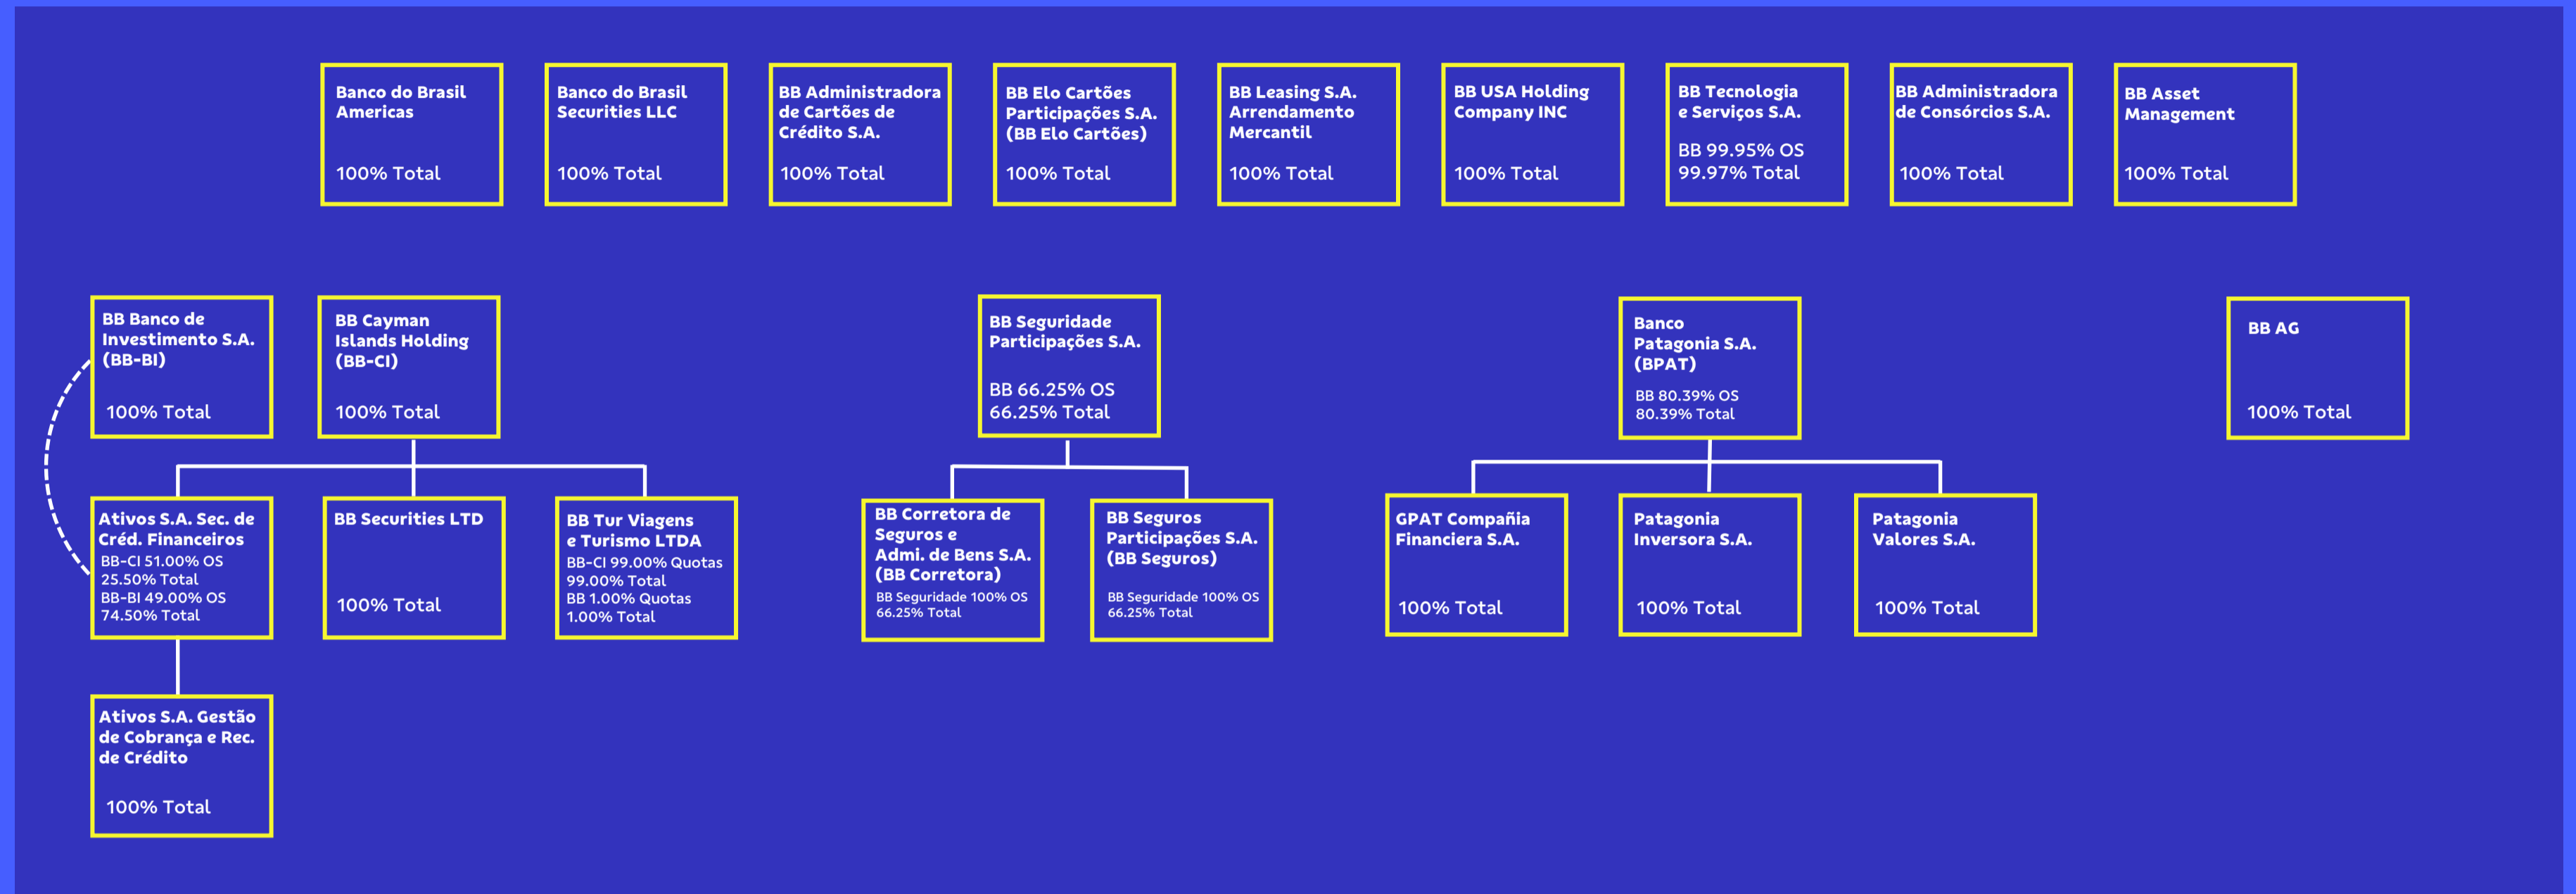 Banco do Brasil
Americas
100% Total
Banco do Brasil
Securities LLC
100% Total
BB Administradora
de Cartões de
Crédito S.A.
100% Total
BB Elo Cartões
Participações S.A.
(BB Elo Cartões)
100% Total
BB Leasing S.A.
Arrendamento
Mercantil
100% Total
BB USA Holding
Company INC
100% Total
BB Tecnologia
e Serviços S.A.
BB 99.95% OS
99.97% Total
BB Administradora
de Consórcios S.A.
100% Total
BB Asset
Management
100% Total
BB Banco de
Investimento S.A.
(BB-BI)
100% Total
BB Cayman
Islands Holding
(BB-CI)
100% Total
BB Seguridade
Participações S.A.
BB 66.25% OS
66.25% Total
Banco
Patagonia S.A.
(BPAT)
BB 80.39% OS
80.39% Total
BB AG
100% Total
Ativos S.A. Sec. de
Créd. Financeiros
BB-CI 51.00% OS
25.50% Total
BB-BI 49.00% OS
74.50% Total
BB Securities LTD
100% Total
BB Tur Viagens
e Turismo LTDA
BB-CI 99.00% Quotas
99.00% Total
BB 1.00% Quotas
1.00% Total
BB Corretora de
Seguros e
Admi. de Bens S.A.
(BB Corretora)
BB Seguridade 100% OS
66.25% Total
BB Seguros
Participações S.A.
(BB Seguros)
BB Seguridade 100% OS
66.25% Total
GPAT Compañia
Financiera S.A.
100% Total
Patagonia
Inversora S.A.
100% Total
Patagonia
Valores S.A.
100% Total
Ativos S.A. Gestão
de Cobrança e Rec.
de Crédito
100% Total